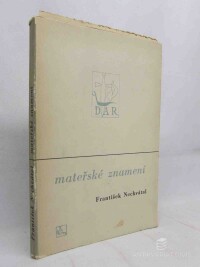 DAR
mateřské znamení
František Nechvátal